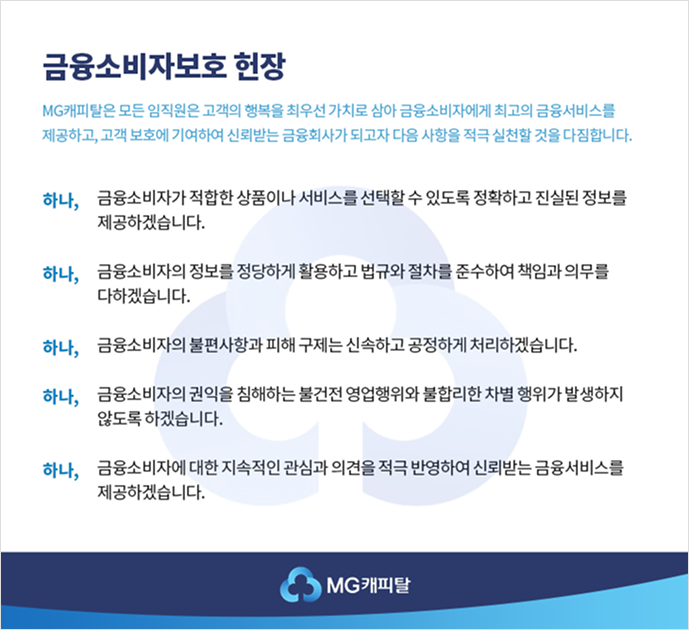 금융소비자보호 헌장
MG캐피탈은 모든 임직원은 고객의 행복을 최우선 가치로 삼아 금융소비자에게 최고의 금융서비스를
제공하고, 고객 보호에 기여하여 신뢰받는 금융회사가 되고자 다음 사항을 적극 실천할 것을 다짐합니다.
하나, 금융소비자가 적합한 상품이나 서비스를 선택할 수 있도록 정확하고 진실된 정보를
제공하겠습니다.
하나, 금융소비자의 정보를 정당하게 활용하고 법규와 절차를 준수하여 책임과 의무를
다하겠습니다.
하나, 금융소비자의 불편사항과 피해 구제는 신속하고 공정하게 처리하겠습니다.
하나, 금융소비자의 권익을 침해하는 불건전 영업행위와 불합리한 차별 행위가 발생하지
않도록 하겠습니다.
하나, 금융소비자에 대한 지속적인 관심과 의견을 적극 반영하여 신뢰받는 금융서비스를
제공하겠습니다.
MG캐피탈